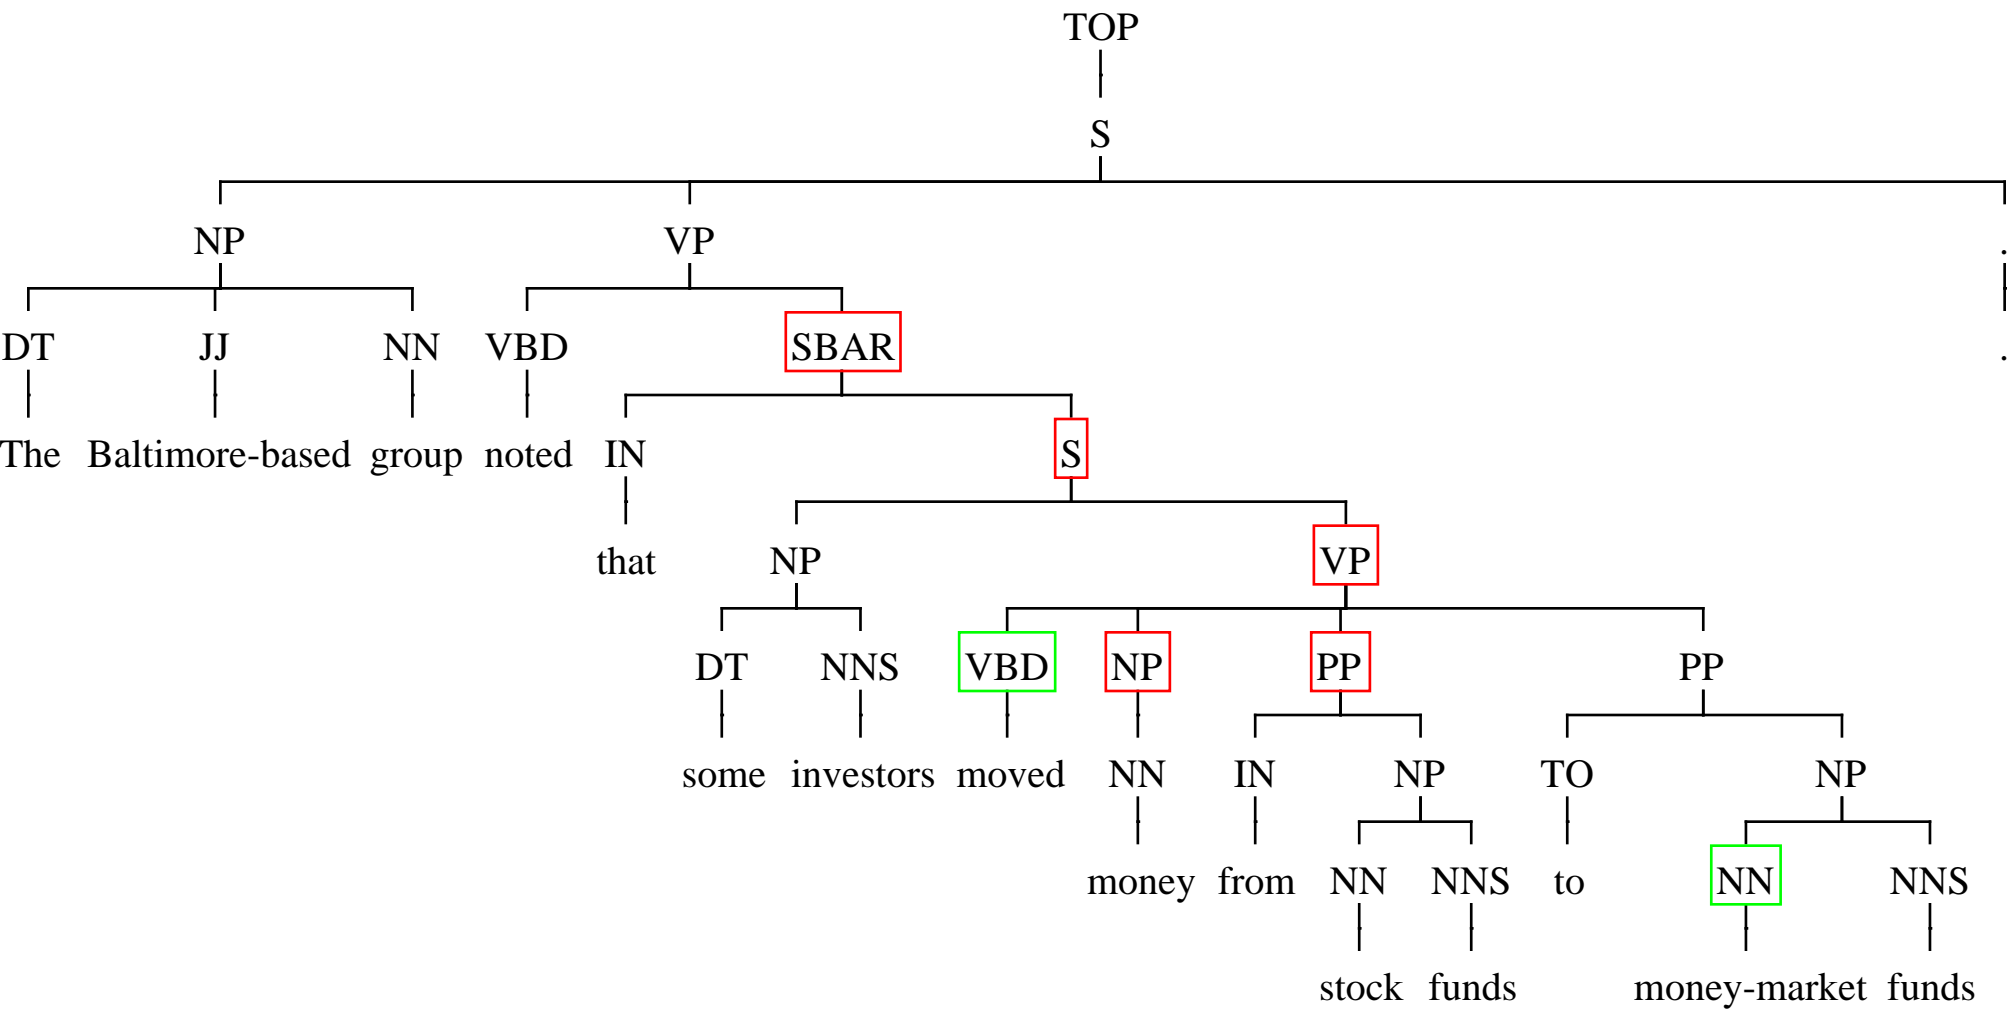 TOP
S
NP VP .
DT JJ NN VBD SBAR .
The Baltimore-based group noted IN S
that NP VP
DT NNS VBD NP PP PP
some investors moved NN IN NP TO NP
money from NN NNS to NN NNS
stock funds money-market funds